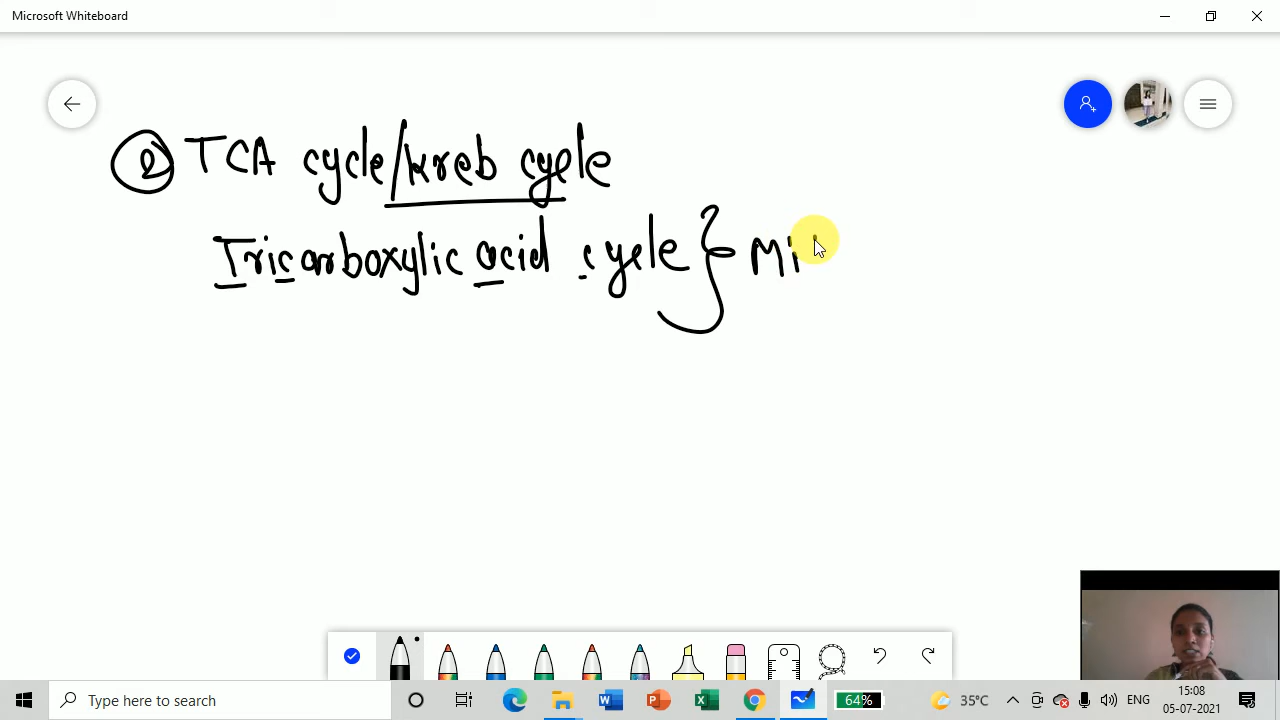 Microsoft Whiteboard
② TCA cycle/kreb cycle
Tricarboxylic acid cycle } Mi
Type here to search
64%
35°C
ENG
15:08
05-07-2021